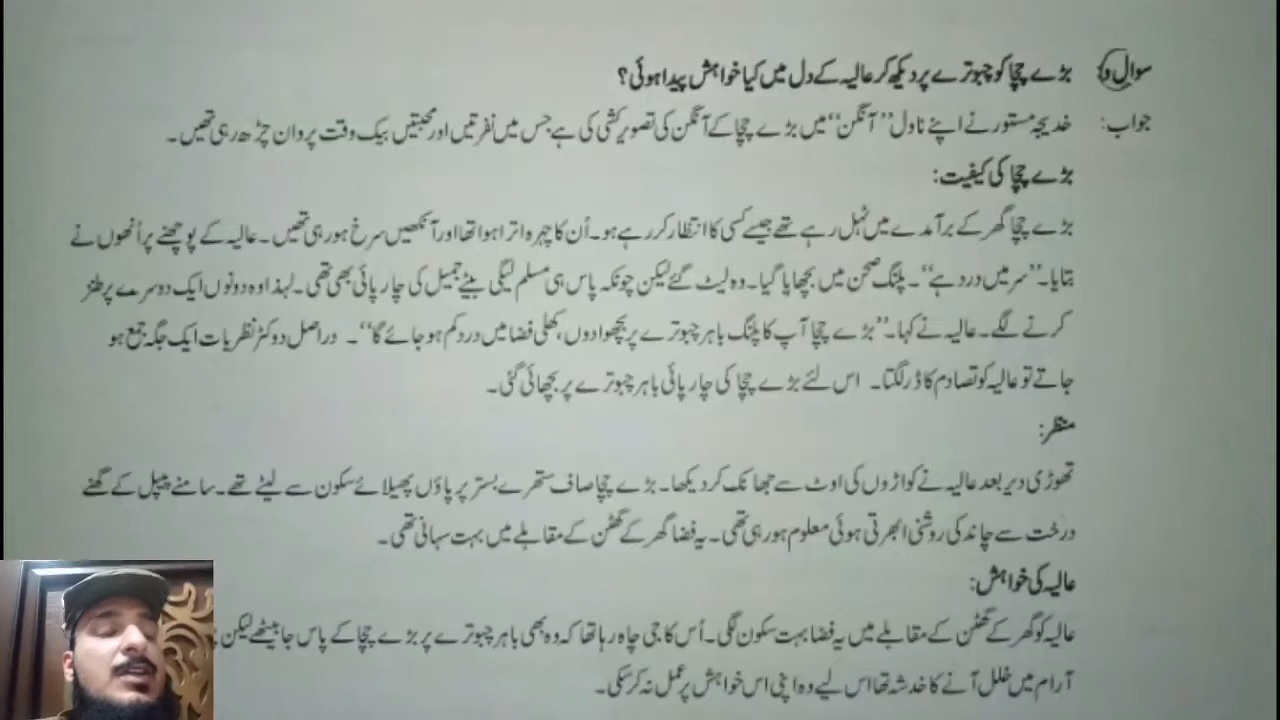 سوال و: بڑے چچا کو چبوترے پر دیکھ کر عالیہ کے دل میں کیا خواہش پیدا ہوئی؟
جواب: خدیجہ مستور نے اپنے ناول ’’آنگن‘‘ میں بڑے چچا کے آنگن کی تصویر کشی کی ہے جس میں نفرتیں اور محبتیں بیک وقت پروان چڑھ رہی تھیں۔
بڑے چچا کی کیفیت:
بڑے چچا گھر کے برآمدے میں ٹہل رہے تھے جیسے کسی کا انتظار کر رہے ہو۔ اُن کا چہرہ اترا ہوا تھا اور آنکھیں سرخ ہو رہی تھیں۔ عالیہ کے پوچھنے پر اُنھوں نے
بتایا۔ ’’سر میں درد ہے‘‘۔ پلنگ صحن میں بچھایا گیا۔ وہ لیٹ گئے لیکن چونکہ پاس ہی مسلم لیگی بیٹے جمیل کی چارپائی بھی تھی۔ لہذا وہ دونوں ایک دوسرے پر طنز
کرنے لگے۔ عالیہ نے کہا۔ ’’بڑے چچا آپ کا پلنگ باہر چبوترے پر بچھوا دوں، کھلی فضا میں درد کم ہو جائے گا‘‘۔ دراصل دو کٹر نظریات ایک جگہ جمع ہو
جاتے تو عالیہ کو تصادم کا ڈر لگتا۔ اس لئے بڑے چچا کی چارپائی باہر چبوترے پر بچھائی گئی۔
منظر:
تھوڑی دیر بعد عالیہ نے کواڑوں کی اوٹ سے جھانک کر دیکھا۔ بڑے چچا صاف ستھرے بستر پر پاؤں پھیلائے سکون سے لیٹے تھے۔ سامنے پیپل کے گھنے
درخت سے چاند کی روشنی ابھرتی ہوئی معلوم ہو رہی تھی۔ یہ فضا گھر کے گھٹن کے مقابلے میں بہت سہانی تھی۔
عالیہ کی خواہش:
عالیہ کو گھر کے گھٹن کے مقابلے میں یہ فضا بہت سکون لگی۔ اُس کا جی چاہ رہا تھا کہ وہ بھی باہر چبوترے پر بڑے چچا کے پاس جا بیٹھے لیکن
آرام میں خلل آنے کا خدشہ تھا اس لیے وہ اپنی اس خواہش پر عمل نہ کر سکی۔